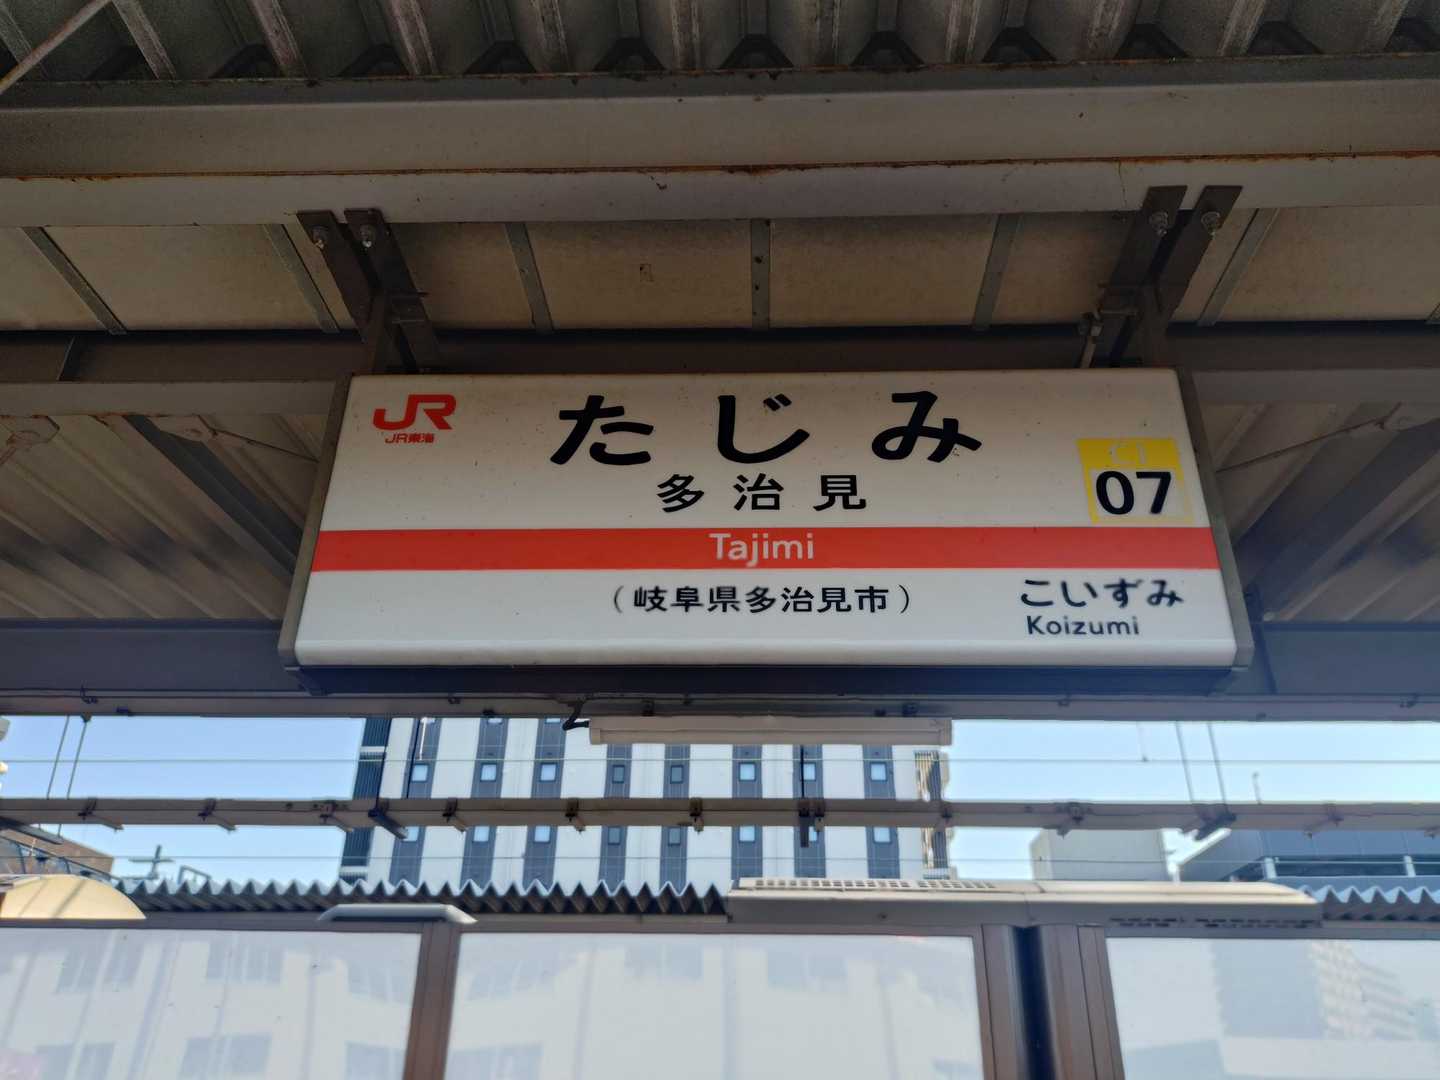 JR
JR東海
たじみ
多治見
CI
07
Tajimi
(岐阜県多治見市)
こいずみ
Koizumi